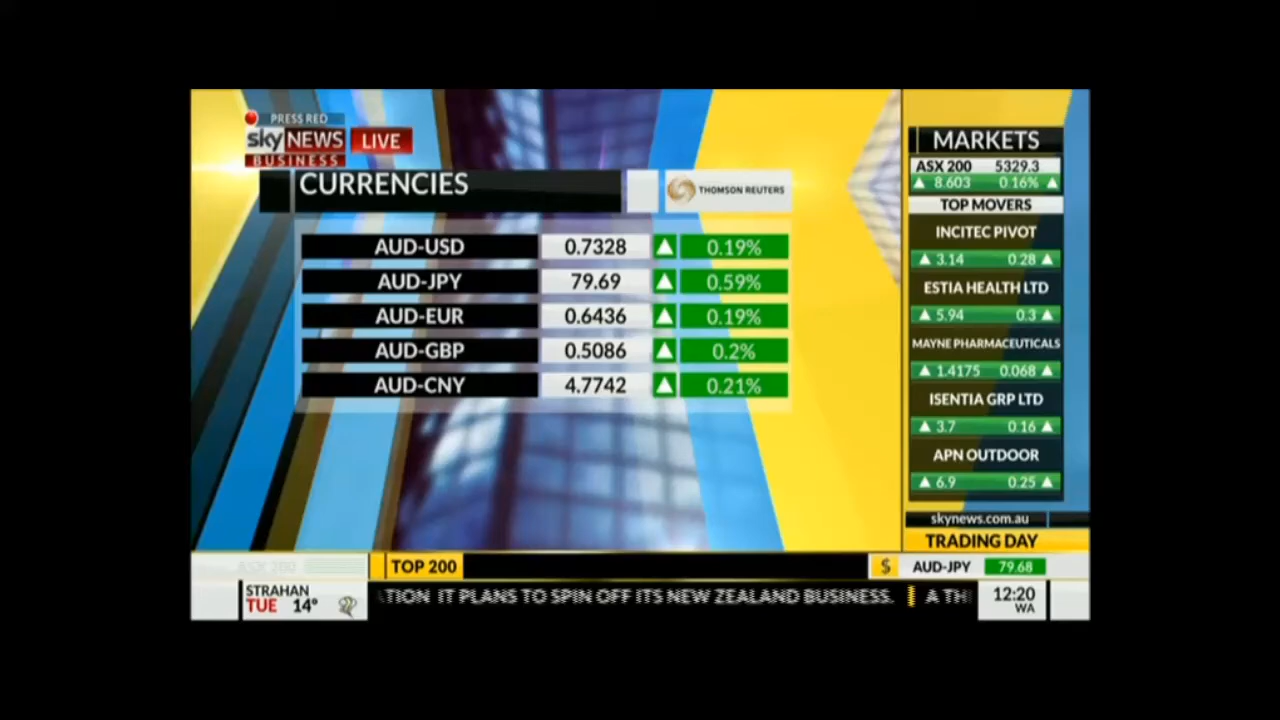 PRESS RED
sky NEWS
BUSINESS
LIVE
CURRENCIES
THOMSON REUTERS
AUD-USD 0.7328 0.19%
AUD-JPY 79.69 0.59%
AUD-EUR 0.6436 0.19%
AUD-GBP 0.5086 0.2%
AUD-CNY 4.7742 0.21%
MARKETS
ASX 200 5329.3
8.603 0.16%
TOP MOVERS
INCITEC PIVOT
3.14 0.28
ESTIA HEALTH LTD
5.94 0.3
MAYNE PHARMACEUTICALS
1.4175 0.068
ISENTIA GRP LTD
3.7 0.16
APN OUTDOOR
6.9 0.25
skynews.com.au
TRADING DAY
ASX 200
TOP 200
$ AUD-JPY 79.68
STRAHAN
TUE 14°
ATION IT PLANS TO SPIN OFF ITS NEW ZEALAND BUSINESS. A TH
12:20
WA